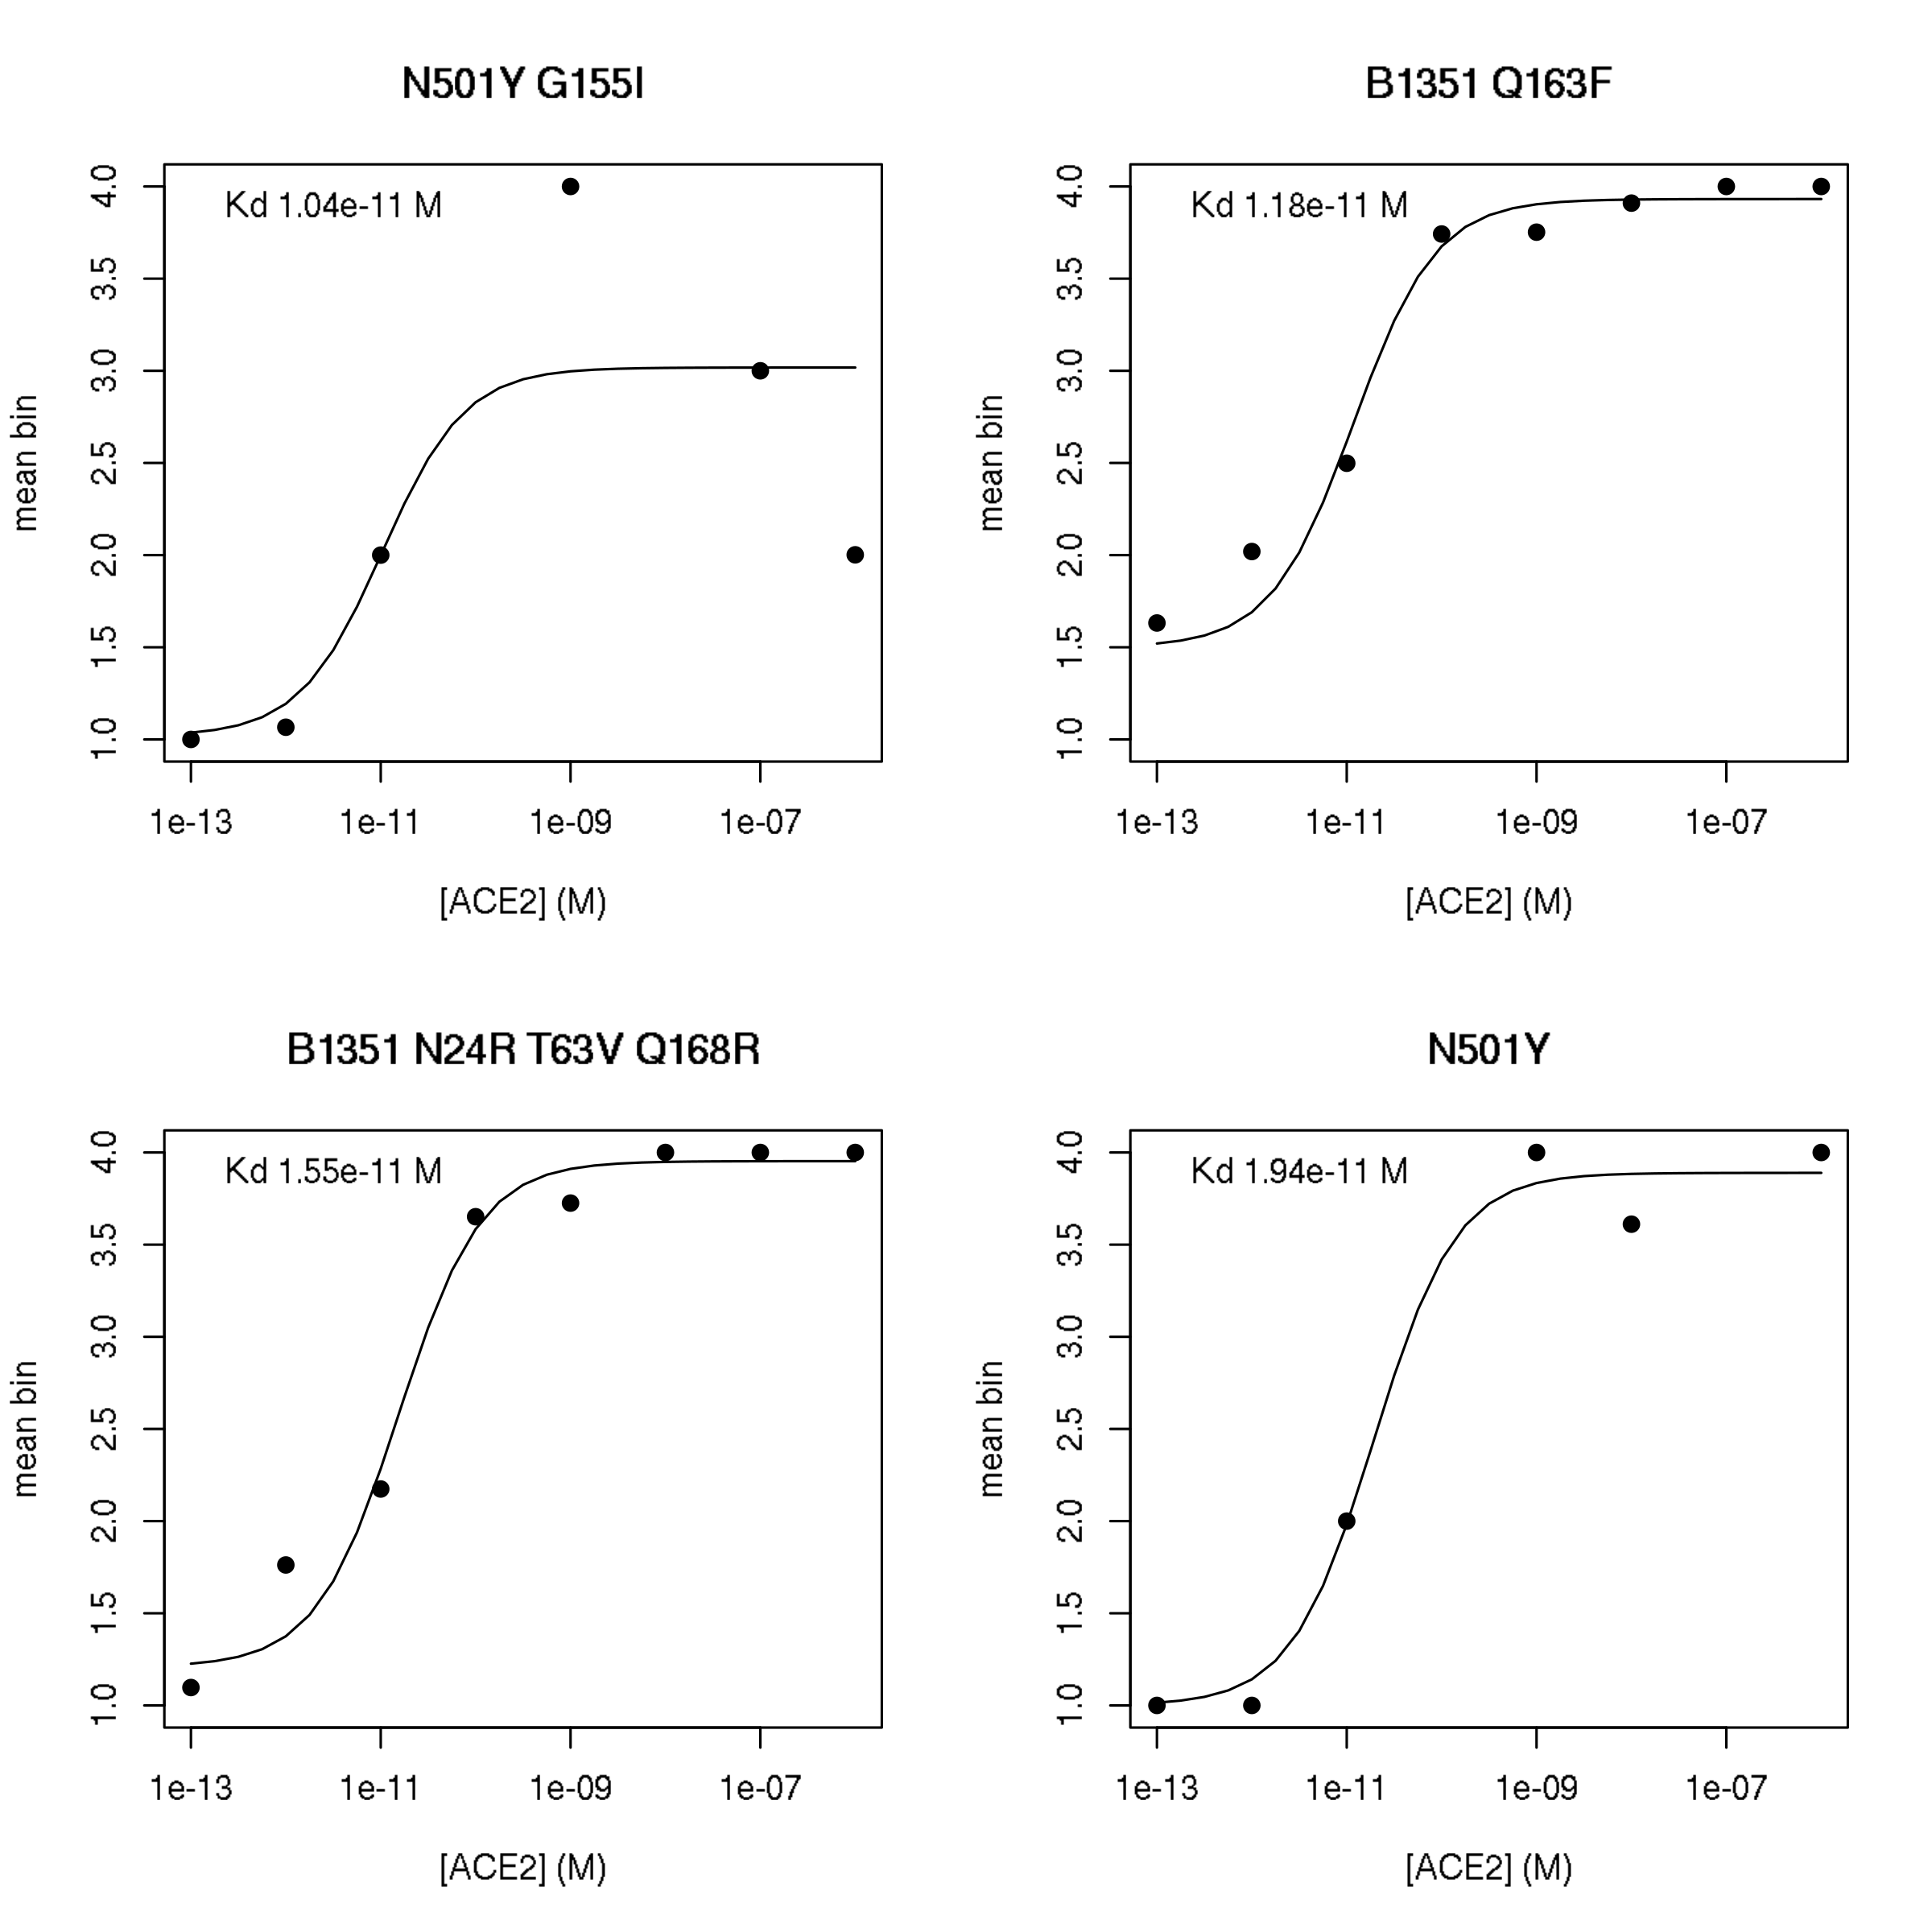 N501Y G155I
Kd 1.04e-11 M
mean bin
4.0
3.5
3.0
2.5
2.0
1.5
1.0
1e-13 1e-11 1e-09 1e-07
[ACE2] (M)
B1351 Q163F
Kd 1.18e-11 M
mean bin
4.0
3.5
3.0
2.5
2.0
1.5
1.0
1e-13 1e-11 1e-09 1e-07
[ACE2] (M)
B1351 N24R T63V Q168R
Kd 1.55e-11 M
mean bin
4.0
3.5
3.0
2.5
2.0
1.5
1.0
1e-13 1e-11 1e-09 1e-07
[ACE2] (M)
N501Y
Kd 1.94e-11 M
mean bin
4.0
3.5
3.0
2.5
2.0
1.5
1.0
1e-13 1e-11 1e-09 1e-07
[ACE2] (M)